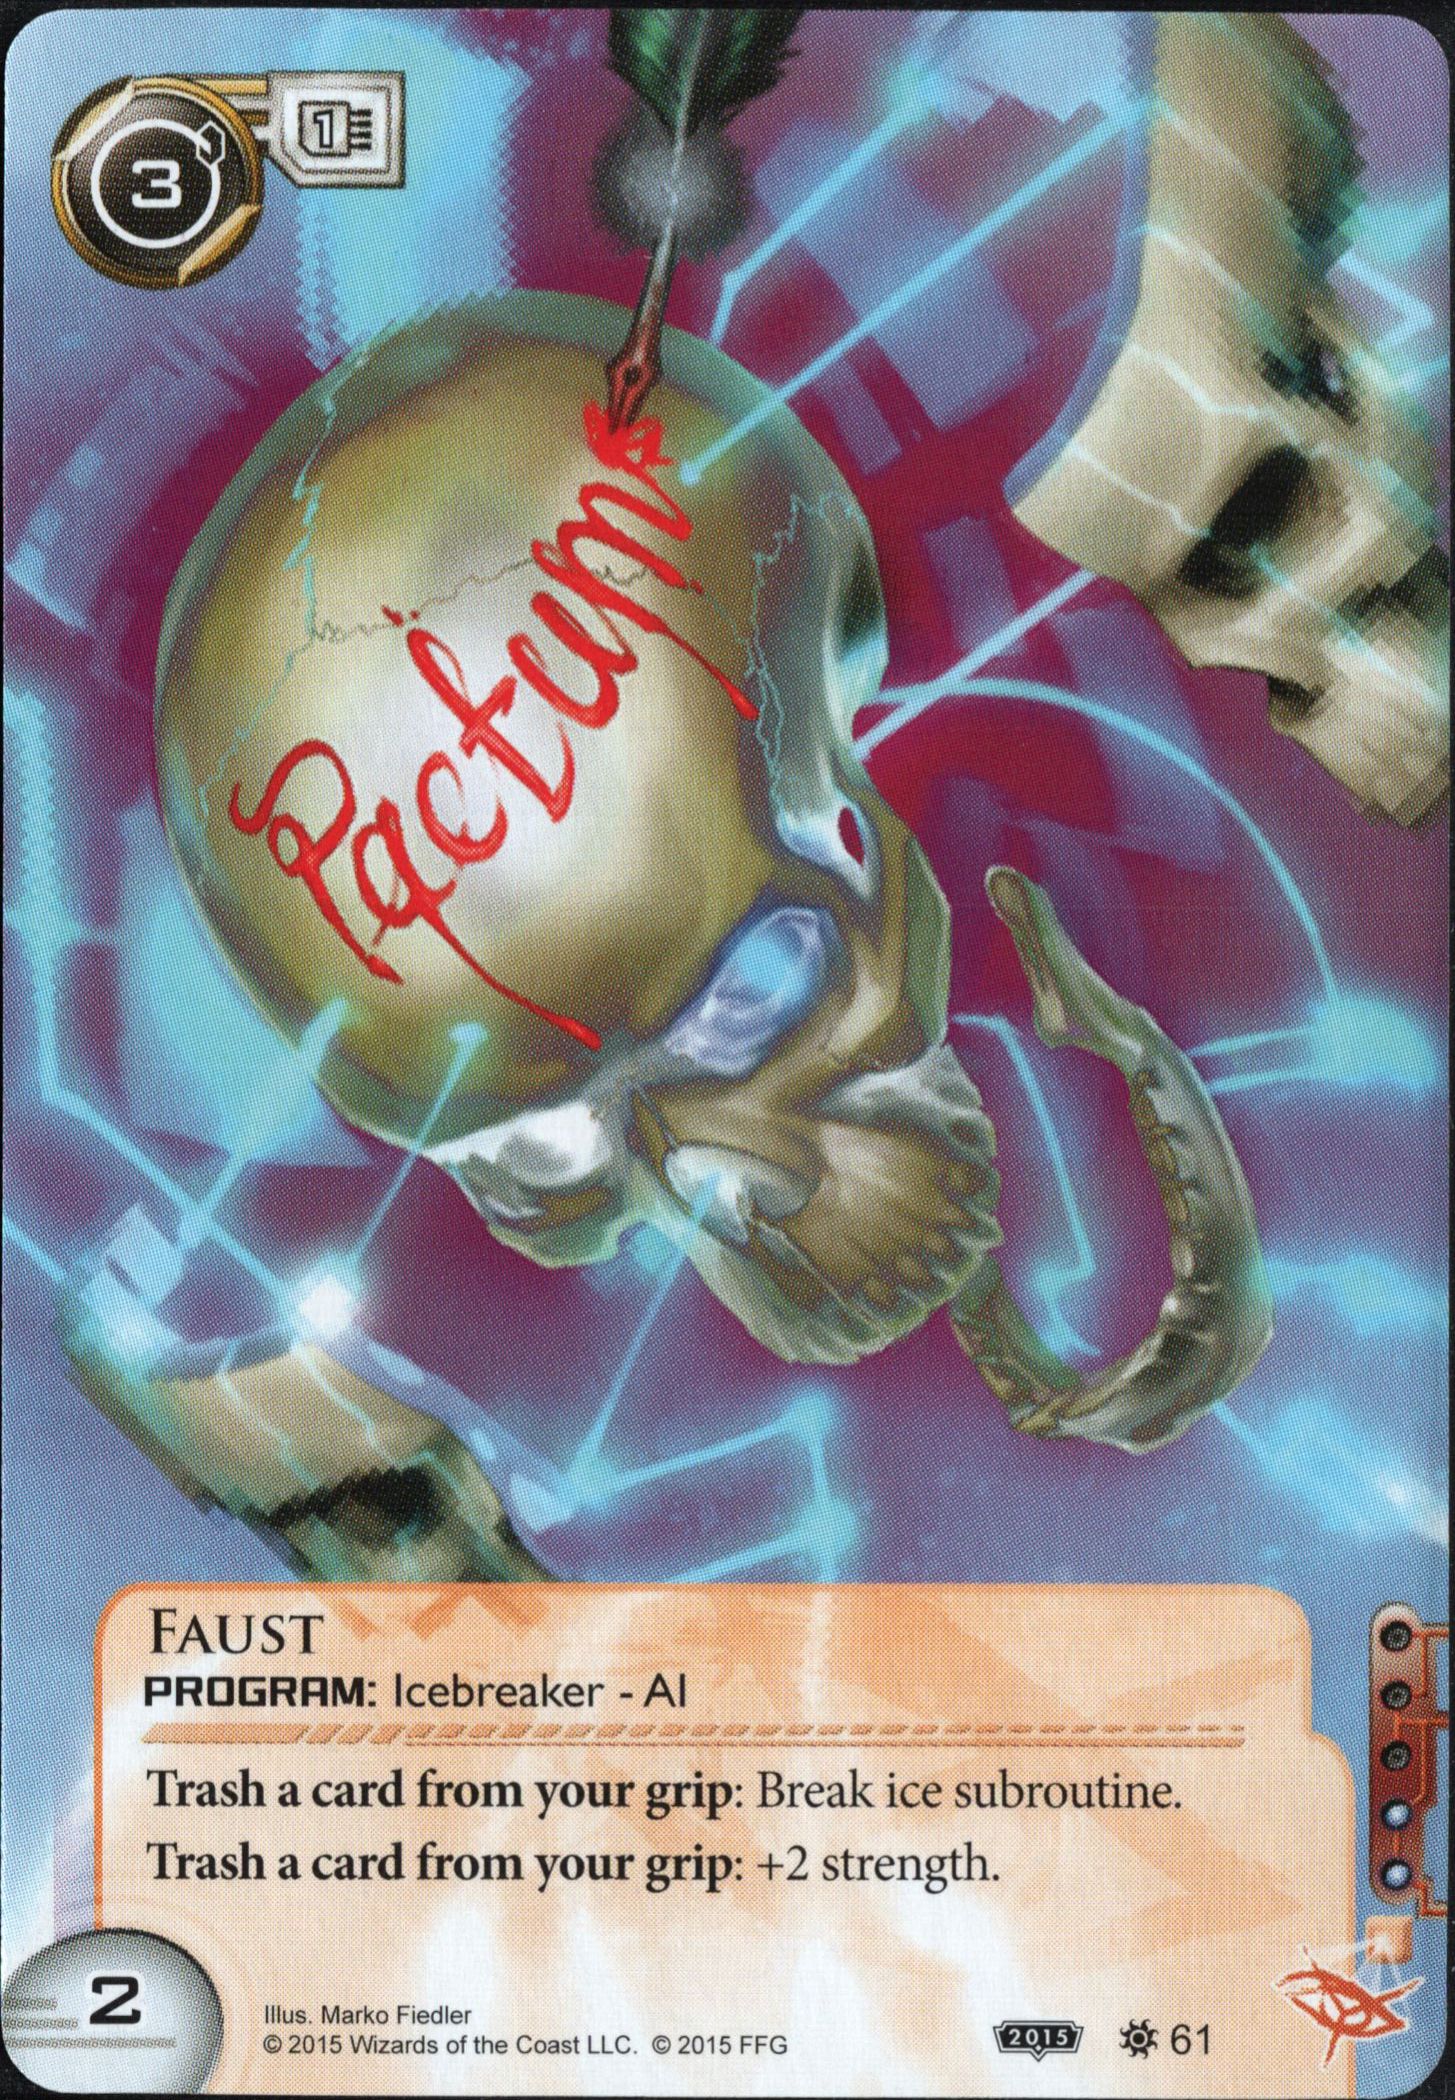 3
1
Pactum
FAUST
PROGRAM: Icebreaker - AI
Trash a card from your grip: Break ice subroutine.
Trash a card from your grip: +2 strength.
2
Illus. Marko Fiedler
© 2015 Wizards of the Coast LLC. © 2015 FFG
2015
61